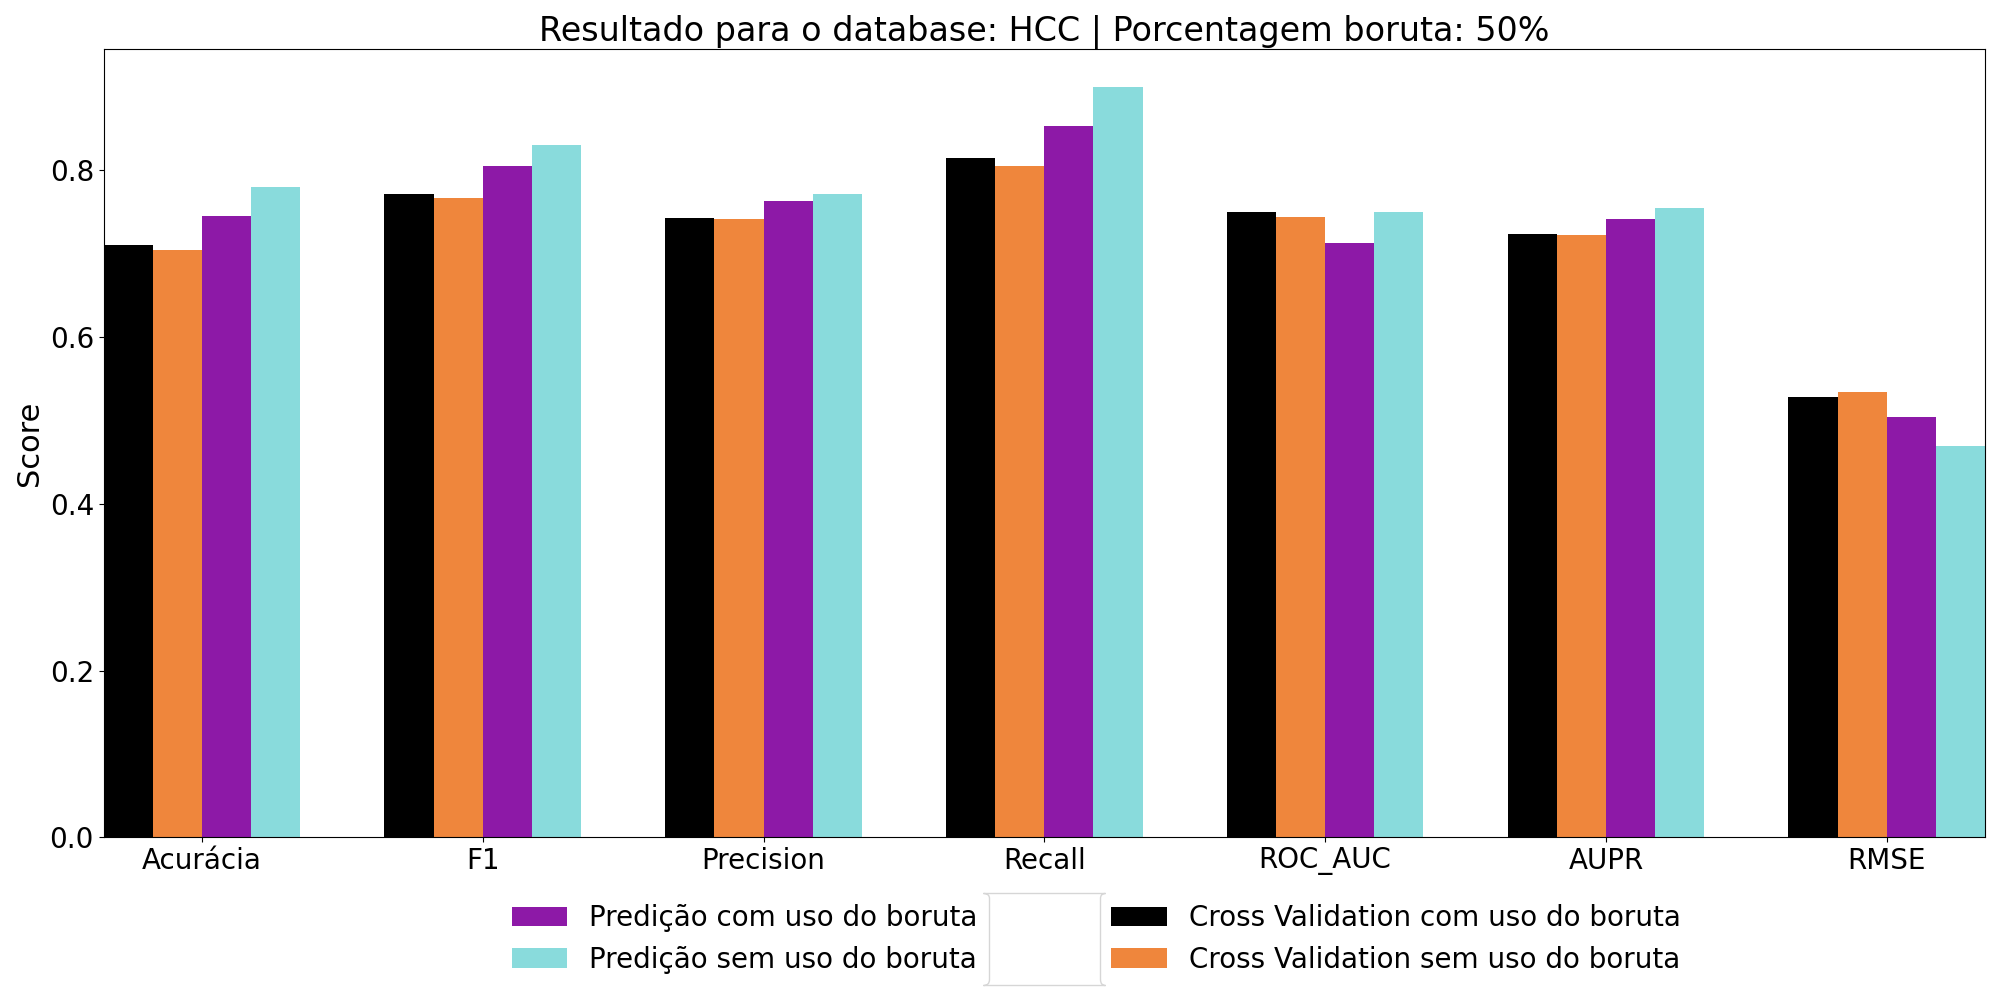 Resultado para o database: HCC | Porcentagem boruta: 50%
Score
0.8
0.6
0.4
0.2
0.0
Acurácia F1 Precision Recall ROC_AUC AUPR RMSE
Predição com uso do boruta
Predição sem uso do boruta
Cross Validation com uso do boruta
Cross Validation sem uso do boruta